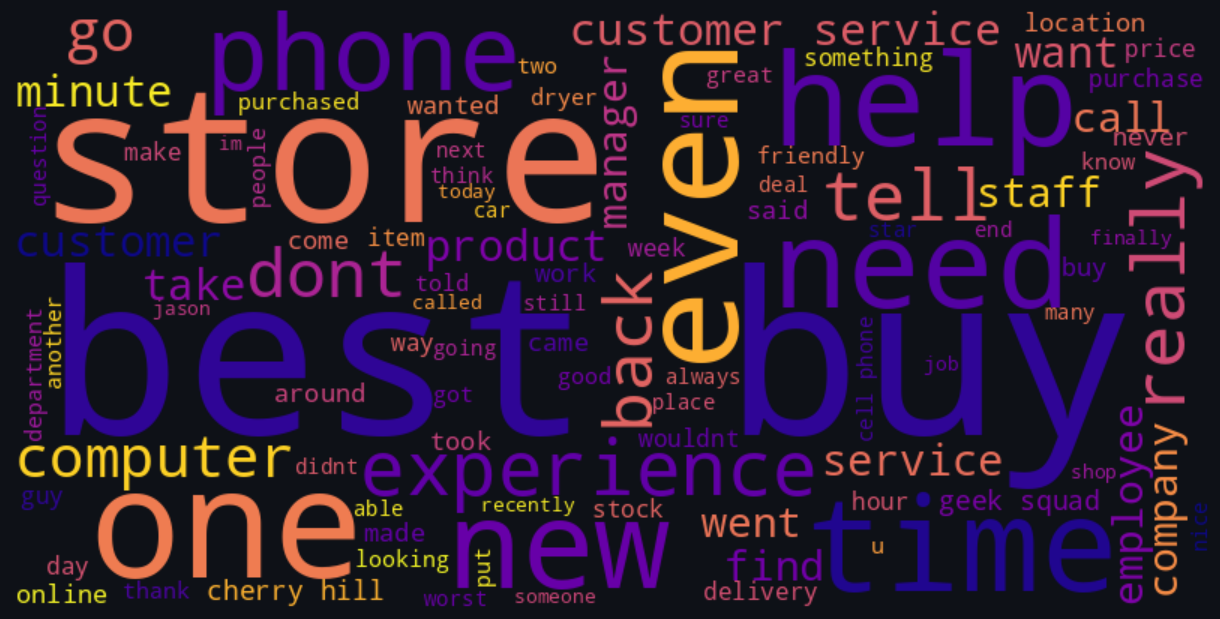 go
phone
customer service
location
minute
two
something
want
price
purchased
wanted
dryer
manager
great
help
purchase
store
even
call
question
make
im
people
next
sure
never
think
friendly
know
today
deal
tell
staff
car
said
really
customer
come
item
product
week
star
end
finally
take
dont
told
work
back
need
buy
jason
called
still
many
department
another
best buy
way
going
came
cell phone
job
around
got
good
always
place
computer
took
wouldnt
didnt
experience
service
shop
employee
company
guy
one
able
recently
stock
hour
geek squad
nice
made
new
went
time
looking
put
find
u
day
online
thank
cherry hill
worst
someone
delivery